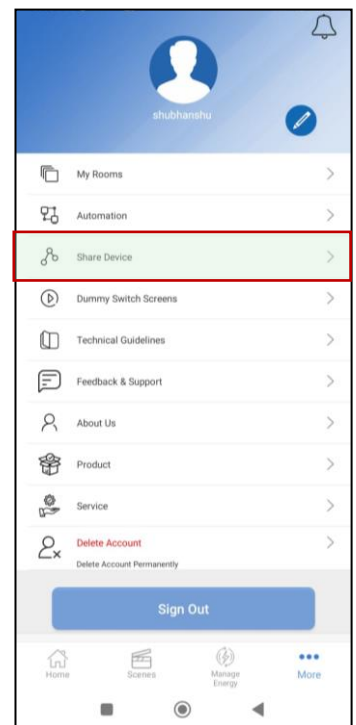 shubhanshu
My Rooms
Automation
Share Device
Dummy Switch Screens
Technical Guidelines
Feedback & Support
About Us
Product
Service
Delete Account
Delete Account Permanently
Sign Out
Home
Scenes
Manage
Energy
More